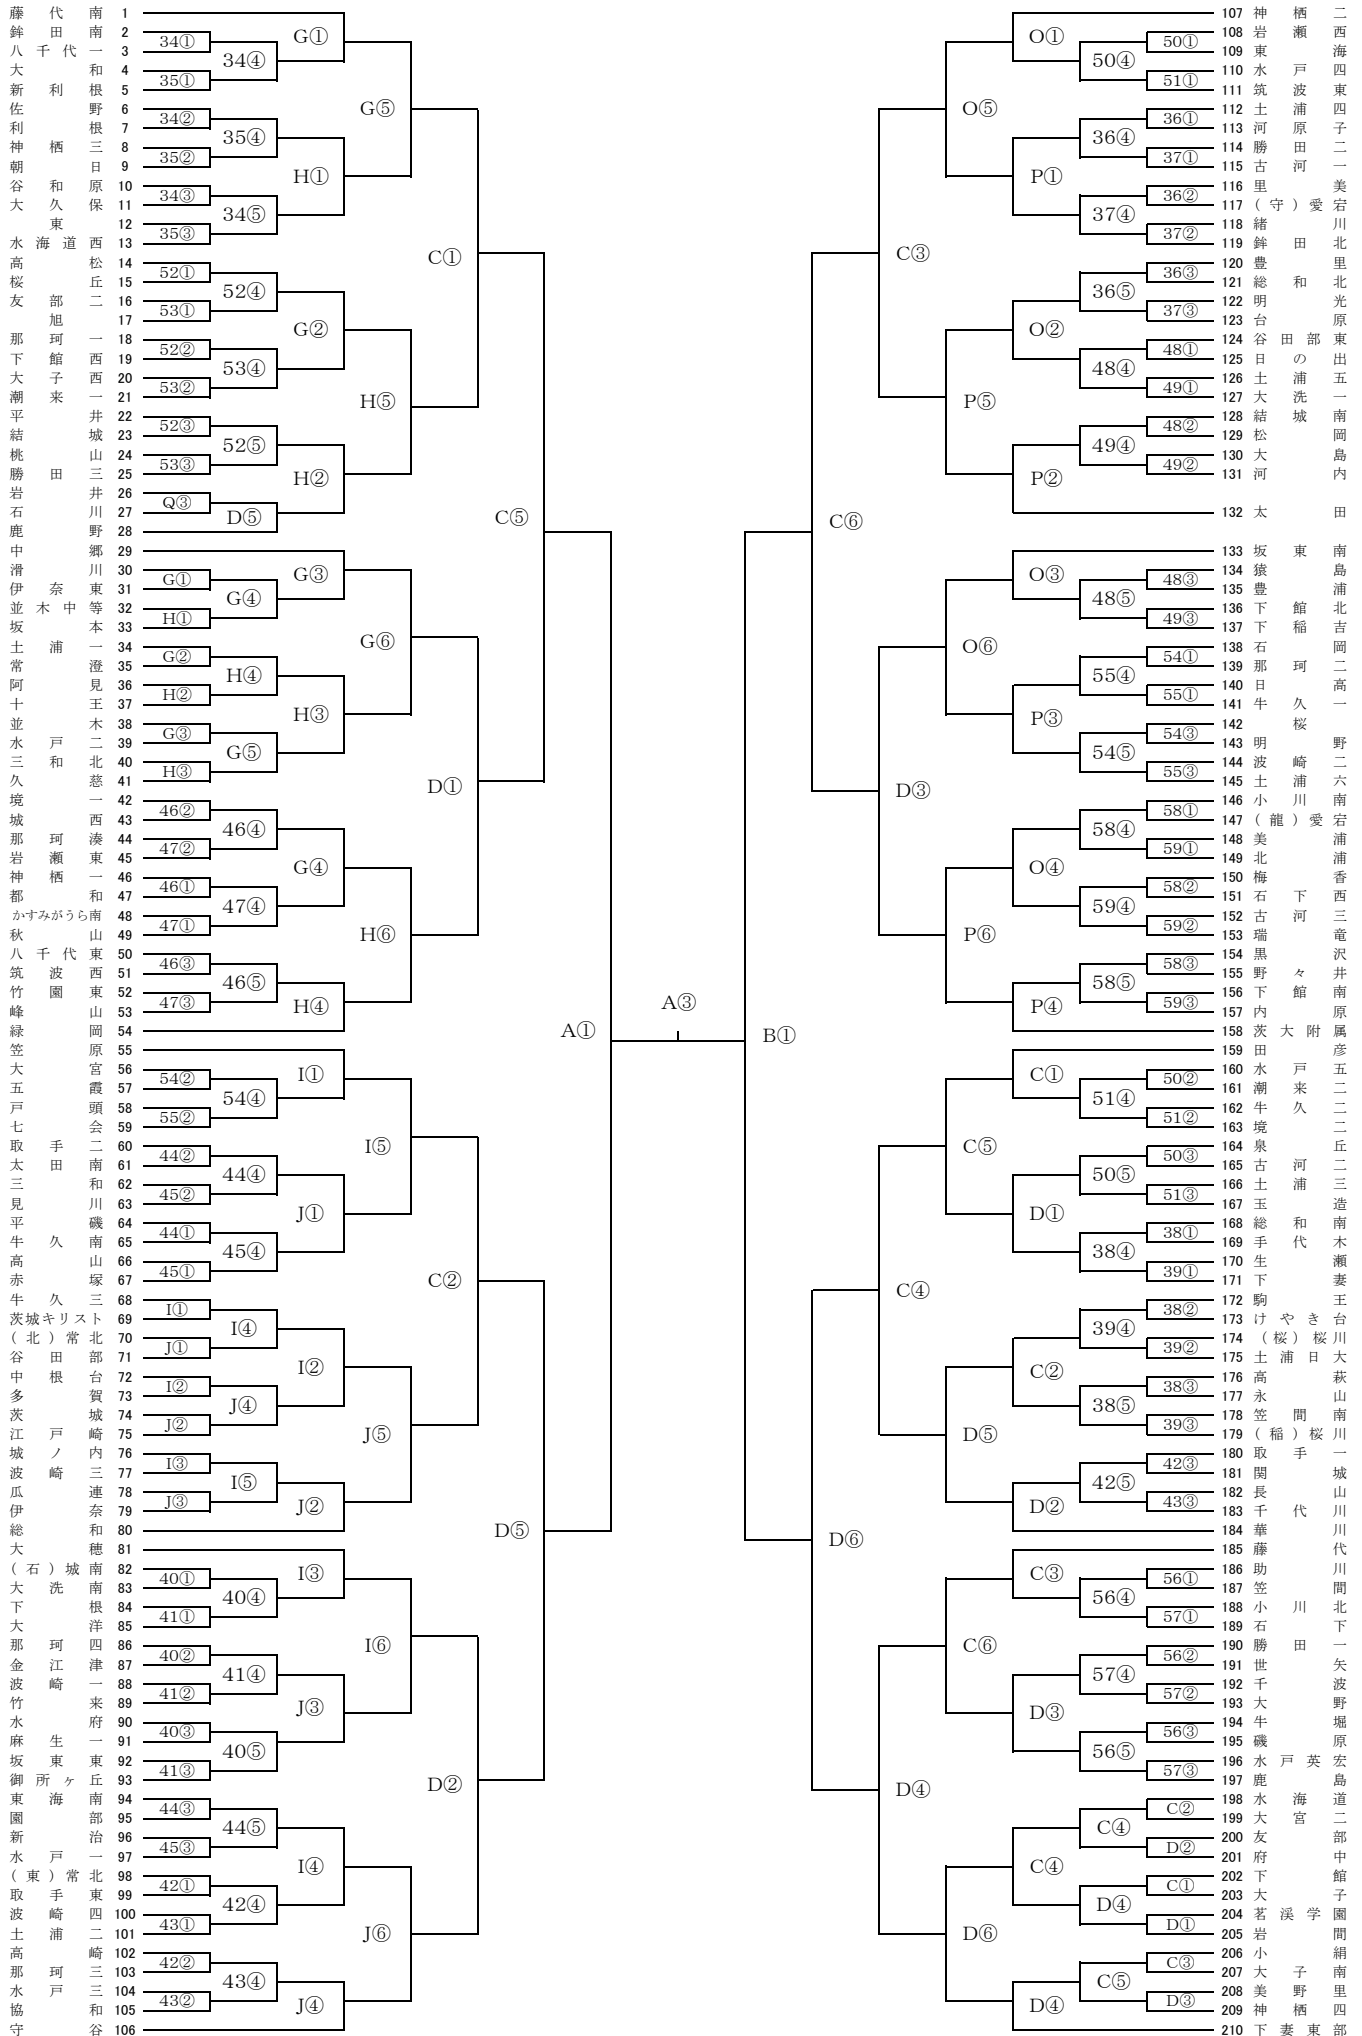 藤代南 1
鉾田南 2
八千代一 3
大和 4
新利根 5
佐野 6
利根 7
神栖三 8
朝日 9
谷和原 10
大久保 11
東 12
水海道西 13
高松 14
桜丘 15
友部二 16
旭 17
那珂一 18
下館西 19
大子西 20
潮来一 21
平井 22
結城 23
桃山 24
勝田三 25
岩井 26
石川 27
鹿野 28
中郷 29
滑川 30
伊奈東 31
並木中等 32
坂本 33
土浦一 34
常澄 35
阿見 36
十王 37
並木 38
水戸二 39
三和北 40
久慈 41
境一 42
城西 43
那珂湊 44
岩瀬東 45
神栖一 46
都和 47
かすみがうら南 48
秋山 49
八千代東 50
筑波西 51
竹園東 52
峰山 53
緑岡 54
笠原 55
大宮 56
五霞 57
戸頭 58
七会 59
取手二 60
太田南 61
三和 62
見川 63
平磯 64
牛久南 65
高山 66
赤塚 67
牛久三 68
茨城キリスト 69
(北)常北 70
谷田部 71
中根台 72
多賀 73
茨城 74
江戸崎 75
城ノ内 76
波崎三 77
瓜連 78
伊奈 79
総和 80
大穂 81
(石)城南 82
大洗南 83
下根 84
大洋 85
那珂四 86
金江津 87
波崎一 88
竹来 89
水府 90
麻生一 91
坂東東 92
御所ヶ丘 93
東海南 94
園部 95
新治 96
水戸一 97
(東)常北 98
取手東 99
波崎四 100
土浦二 101
高崎 102
那珂三 103
水戸三 104
協和 105
守谷 106
34①
35①
34②
35②
34③
35③
52①
53①
52②
53②
52③
53③
Q③
G①
H①
G②
H②
G③
H③
46②
47②
46①
47①
46③
47③
54②
55②
44②
45②
44①
45①
I①
J①
I②
J②
I③
J③
40①
41①
40②
41②
40③
41③
44③
45③
42①
43①
42②
43②
34④
35④
34⑤
52④
53④
52⑤
D⑤
G④
H④
G⑤
46④
47④
46⑤
54④
44④
45④
I④
J④
I⑤
40④
41④
40⑤
44⑤
42④
43④
G①
H①
G②
H②
G③
H③
G④
H④
I①
J①
I②
J②
I③
J③
I④
J④
G⑤
H⑤
G⑥
H⑥
I⑤
J⑤
I⑥
J⑥
C①
D①
C②
D②
C⑤
D⑤
A①
A③
B①
C⑥
D⑥
C③
D③
C④
D④
O⑤
P⑤
O⑥
P⑥
C⑤
D⑤
C⑥
D⑥
O①
P①
O②
P②
O③
P③
O④
P④
C①
D①
C②
D②
C③
D③
C④
D④
50④
36④
37④
36⑤
48④
49④
48⑤
55④
54⑤
58④
59④
58⑤
51④
50⑤
38④
39④
38⑤
42⑤
56④
57④
56⑤
C④
D④
C⑤
50①
51①
36①
37①
36②
37②
36③
37③
48①
49①
48②
49②
48③
49③
54①
55①
54③
55③
58①
59①
58②
59②
58③
59③
50②
51②
50③
51③
38①
39①
38②
39②
38③
39③
42③
43③
56①
57①
56②
57②
56③
57③
C②
D②
C①
D①
C③
D③
107 神栖二
108 岩瀬西
109 東海
110 水戸四
111 筑波東
112 土浦四
113 河原子
114 勝田二
115 古河一
116 里美
117 (守)愛宕
118 緒川
119 鉾田北
120 豊里
121 総和北
122 明光
123 台原
124 谷田部東
125 日の出
126 土浦五
127 大洗一
128 結城南
129 松岡
130 大島
131 河内
132 太田
133 坂東南
134 猿島
135 豊浦
136 下館北
137 下稲吉
138 石岡
139 那珂二
140 日高
141 牛久一
142 桜
143 明野
144 波崎二
145 土浦六
146 小川南
147 (龍)愛宕
148 美浦
149 北浦
150 梅香
151 石下西
152 古河三
153 瑞竜
154 黒沢
155 野々井
156 下館南
157 内原
158 茨大附属
159 田彦
160 水戸五
161 潮来二
162 牛久二
163 境二
164 泉丘
165 古河二
166 土浦三
167 玉造
168 総和南
169 手代木
170 生瀬
171 下妻
172 駒王
173 けやき台
174 (桜)桜川
175 土浦日大
176 高萩
177 永山
178 笠間南
179 (稲)桜川
180 取手一
181 関城
182 長山
183 千代川
184 華川
185 藤代
186 助川
187 笠間
188 小川北
189 石下
190 勝田一
191 世矢
192 千波
193 大野
194 牛堀
195 磯原
196 水戸英宏
197 鹿島
198 水海道
199 大宮二
200 友部
201 府中
202 下館
203 大子
204 茗溪学園
205 岩間
206 小絹
207 大子南
208 美野里
209 神栖四
210 下妻東部